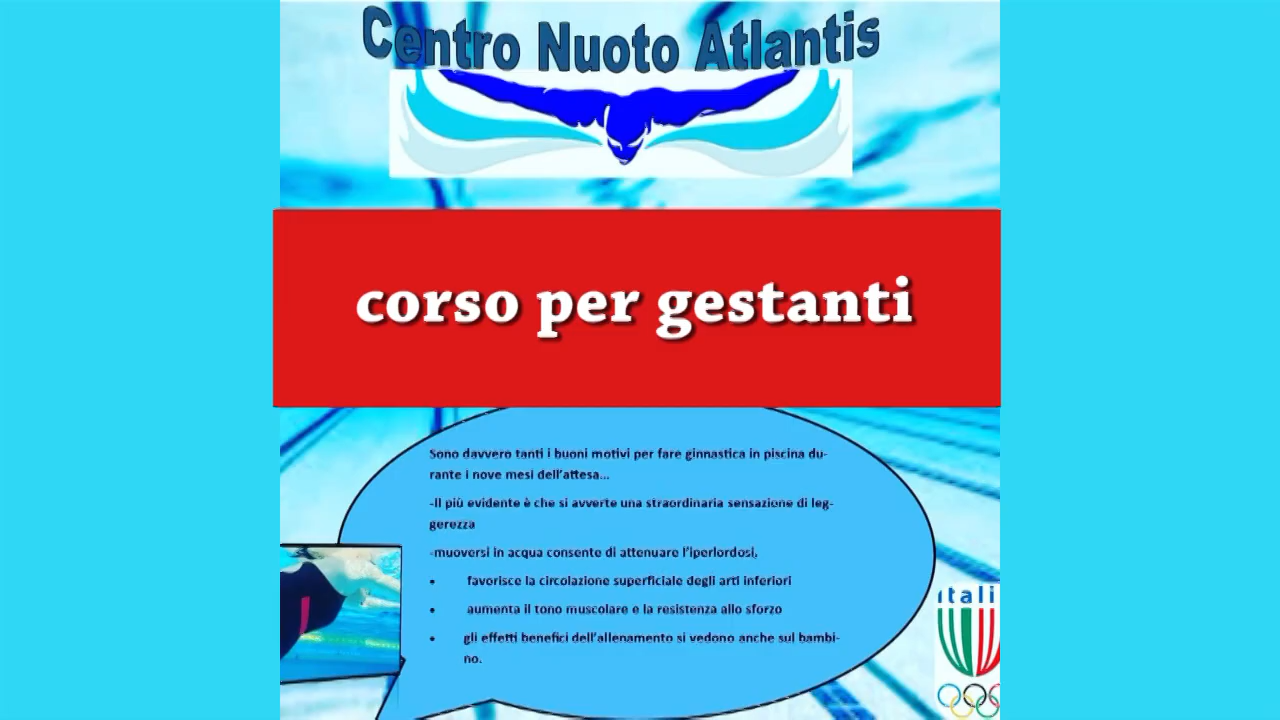 Centro Nuoto Atlantis
corso per gestanti
Sono davvero tanti i buoni motivi per fare ginnastica in piscina du-
rante i nove mesi dell'attesa...
-Il più evidente è che si avverte una straordinaria sensazione di leg-
gerezza
-muoversi in acqua consente di attenuare l'iperlordosi,
• favorisce la circolazione superficiale degli arti inferiori
• aumenta il tono muscolare e la resistenza allo sforzo
• gli effetti benefici dell'allenamento si vedono anche sul bambi-
no.
itali